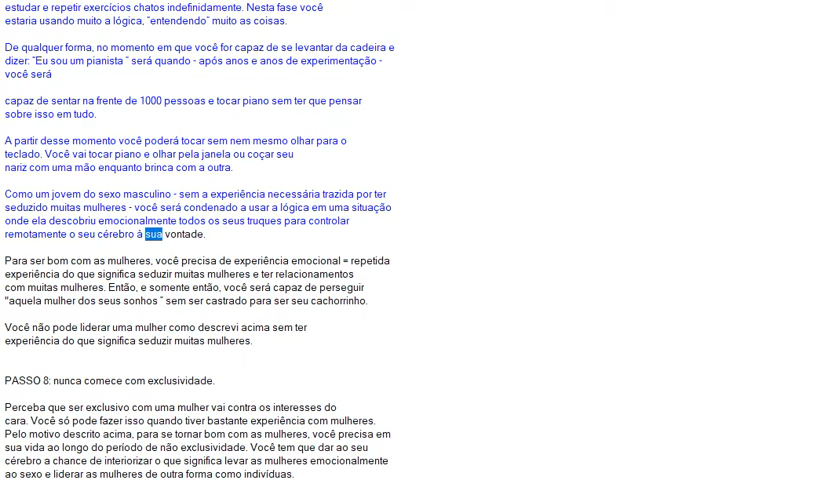 estudar e repetir exercícios chatos indefinidamente. Nesta fase você
estaria usando muito a lógica, "entendendo" muito as coisas.
De qualquer forma, no momento em que você for capaz de se levantar da cadeira e
dizer: "Eu sou um pianista " será quando - após anos e anos de experimentação -
você será
capaz de sentar na frente de 1000 pessoas e tocar piano sem ter que pensar
sobre isso em tudo.
A partir desse momento você poderá tocar sem nem mesmo olhar para o
teclado. Você vai tocar piano e olhar pela janela ou coçar seu
nariz com uma mão enquanto brinca com a outra.
Como um jovem do sexo masculino - sem a experiência necessária trazida por ter
seduzido muitas mulheres - você será condenado a usar a lógica em uma situação
onde ela descobriu emocionalmente todos os seus truques para controlar
remotamente o seu cérebro à sua vontade.
Para ser bom com as mulheres, você precisa de experiência emocional = repetida
experiência do que significa seduzir muitas mulheres e ter relacionamentos
com muitas mulheres. Então, e somente então, você será capaz de perseguir
"aquela mulher dos seus sonhos " sem ser castrado para ser seu cachorrinho.
Você não pode liderar uma mulher como descrevi acima sem ter
experiência do que significa seduzir muitas mulheres.
PASSO 8: nunca comece com exclusividade.
Perceba que ser exclusivo com uma mulher vai contra os interesses do
cara. Você só pode fazer isso quando tiver bastante experiência com mulheres.
Pelo motivo descrito acima, para se tornar bom com as mulheres, você precisa em
sua vida ao longo do período de não exclusividade. Você tem que dar ao seu
cérebro a chance de interiorizar o que significa levar as mulheres emocionalmente
ao sexo e liderar as mulheres de outra forma como indivíduas.